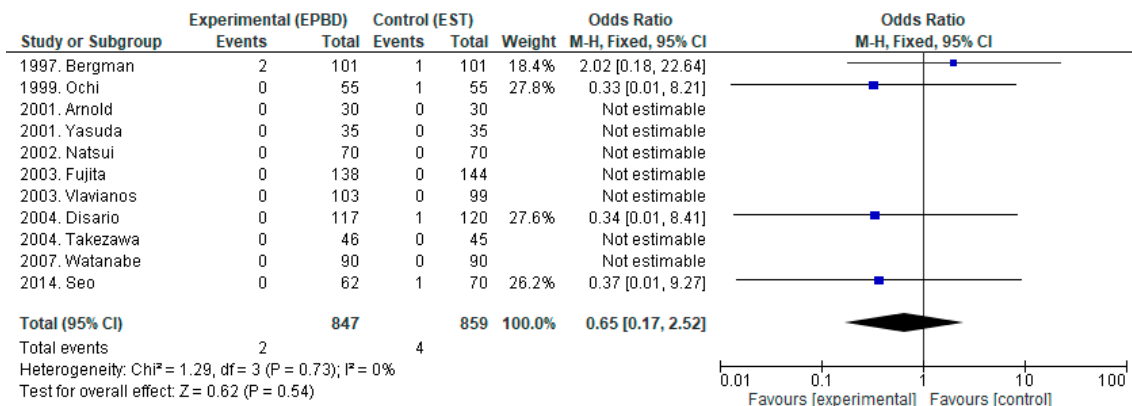 Experimental (EPBD) Control (EST) Odds Ratio Odds Ratio
Study or Subgroup Events Total Events Total Weight M-H, Fixed, 95% CI M-H, Fixed, 95% CI
1997. Bergman 2 101 1 101 18.4% 2.02 [0.18, 22.64]
1999. Ochi 0 55 1 55 27.8% 0.33 [0.01, 8.21]
2001. Arnold 0 30 0 30 Not estimable
2001. Yasuda 0 35 0 35 Not estimable
2002. Natsui 0 70 0 70 Not estimable
2003. Fujita 0 138 0 144 Not estimable
2003. Vlavianos 0 103 0 99 Not estimable
2004. Disario 0 117 1 120 27.6% 0.34 [0.01, 8.41]
2004. Takezawa 0 46 0 45 Not estimable
2007. Watanabe 0 90 0 90 Not estimable
2014. Seo 0 62 1 70 26.2% 0.37 [0.01, 9.27]
Total (95% CI) 847 859 100.0% 0.65 [0.17, 2.52]
Total events 2 4
Heterogeneity: Chi² = 1.29, df = 3 (P = 0.73); I² = 0%
Test for overall effect: Z = 0.62 (P = 0.54)
0.01 0.1 1 10 100
Favours [experimental] Favours [control]